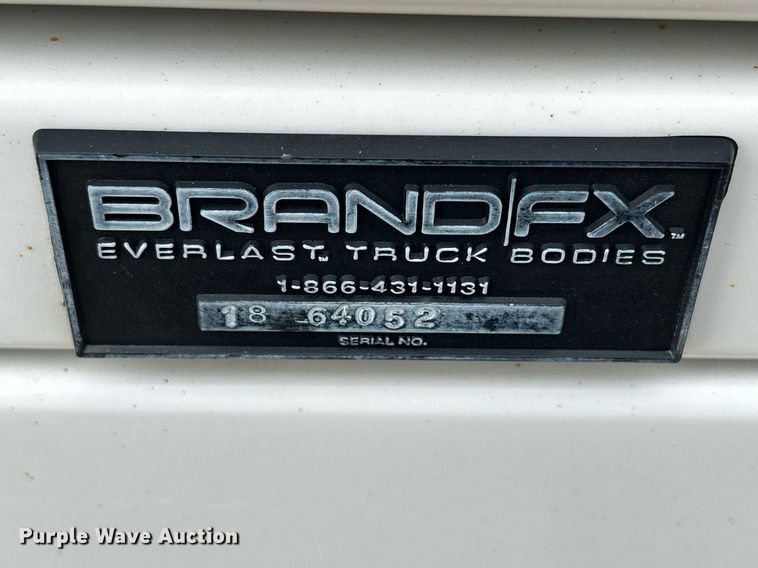 BRAND|FX™
EVERLAST™ TRUCK BODIES
1-866-431-1131
18 64052
SERIAL NO.
Purple Wave Auction